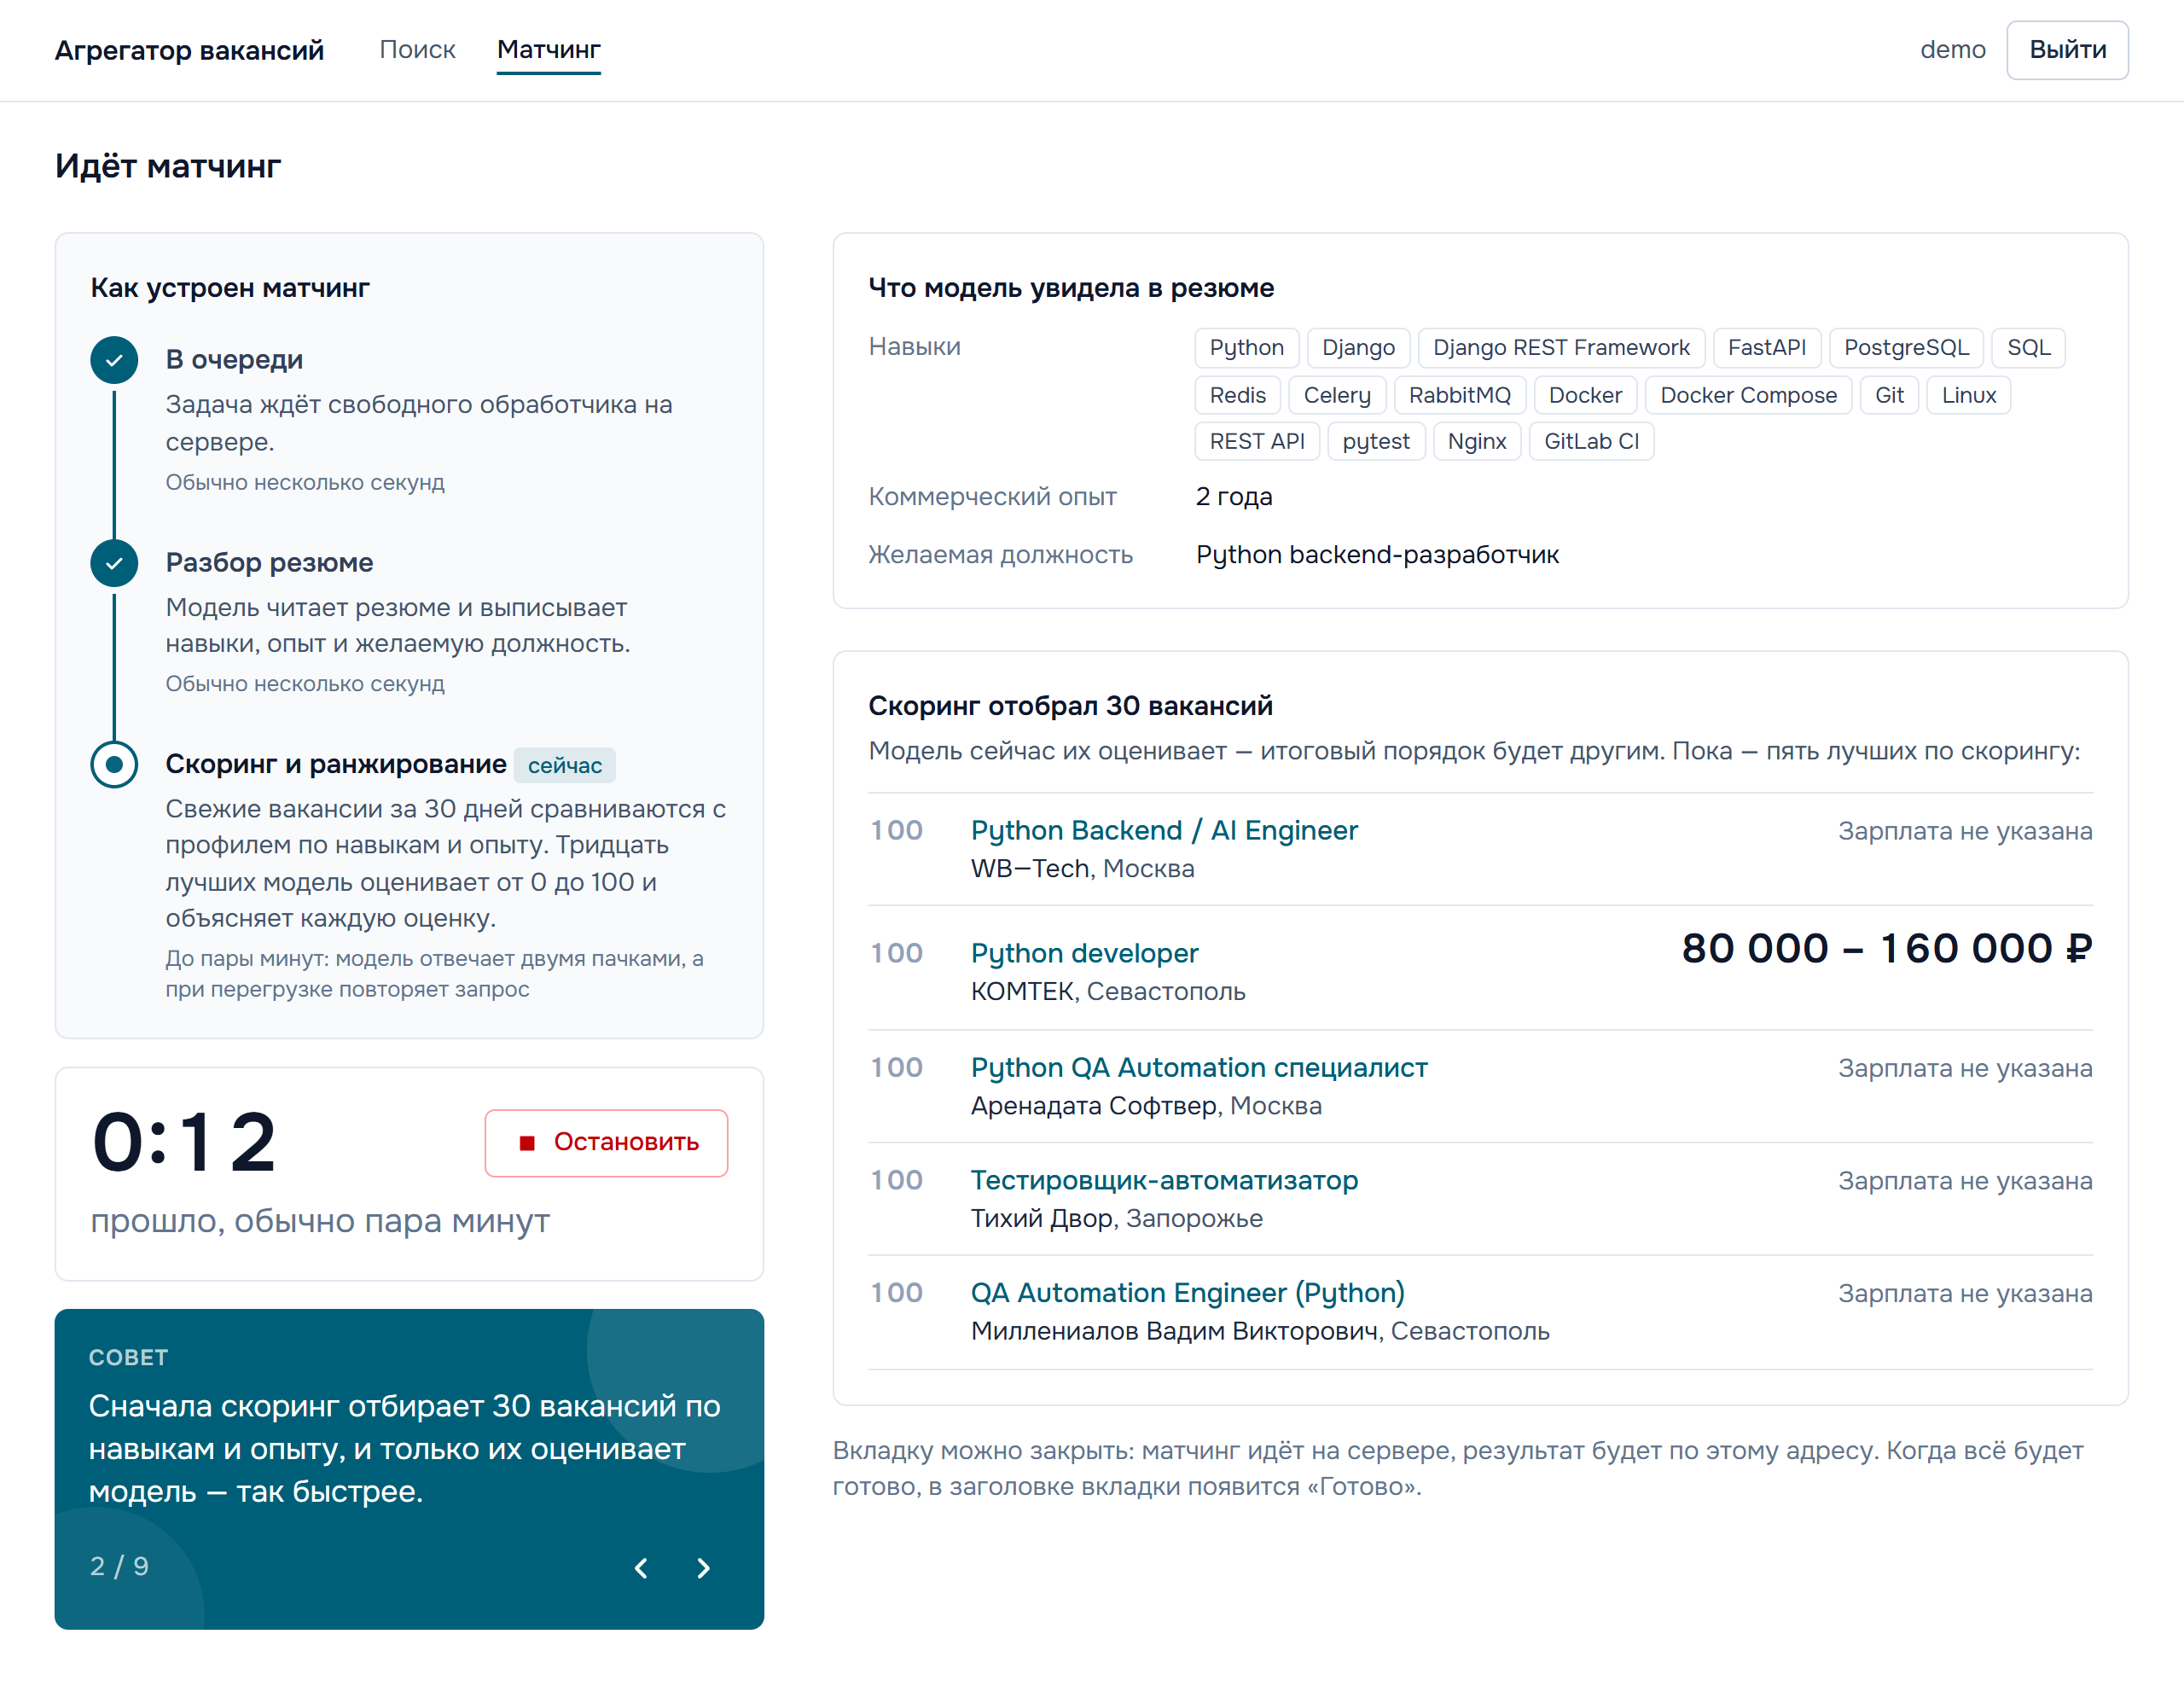 Агрегатор вакансий
Поиск
Матчинг
demo
Выйти
Идёт матчинг
Как устроен матчинг
В очереди
Задача ждёт свободного обработчика на
сервере.
Обычно несколько секунд
Разбор резюме
Модель читает резюме и выписывает
навыки, опыт и желаемую должность.
Обычно несколько секунд
Скоринг и ранжирование сейчас
Свежие вакансии за 30 дней сравниваются с
профилем по навыкам и опыту. Тридцать
лучших модель оценивает от 0 до 100 и
объясняет каждую оценку.
До пары минут: модель отвечает двумя пачками, а
при перегрузке повторяет запрос
0:12
Остановить
прошло, обычно пара минут
СОВЕТ
Сначала скоринг отбирает 30 вакансий по
навыкам и опыту, и только их оценивает
модель — так быстрее.
2 / 9
Что модель увидела в резюме
Навыки
Python Django Django REST Framework FastAPI PostgreSQL SQL
Redis Celery RabbitMQ Docker Docker Compose Git Linux
REST API pytest Nginx GitLab CI
Коммерческий опыт 2 года
Желаемая должность Python backend-разработчик
Скоринг отобрал 30 вакансий
Модель сейчас их оценивает — итоговый порядок будет другим. Пока — пять лучших по скорингу:
100 Python Backend / AI Engineer Зарплата не указана
WB—Tech, Москва
100 Python developer 80 000 – 160 000 ₽
КОМТЕК, Севастополь
100 Python QA Automation специалист Зарплата не указана
Аренадата Софтвер, Москва
100 Тестировщик-автоматизатор Зарплата не указана
Тихий Двор, Запорожье
100 QA Automation Engineer (Python) Зарплата не указана
Миллениалов Вадим Викторович, Севастополь
Вкладку можно закрыть: матчинг идёт на сервере, результат будет по этому адресу. Когда всё будет
готово, в заголовке вкладки появится «Готово».